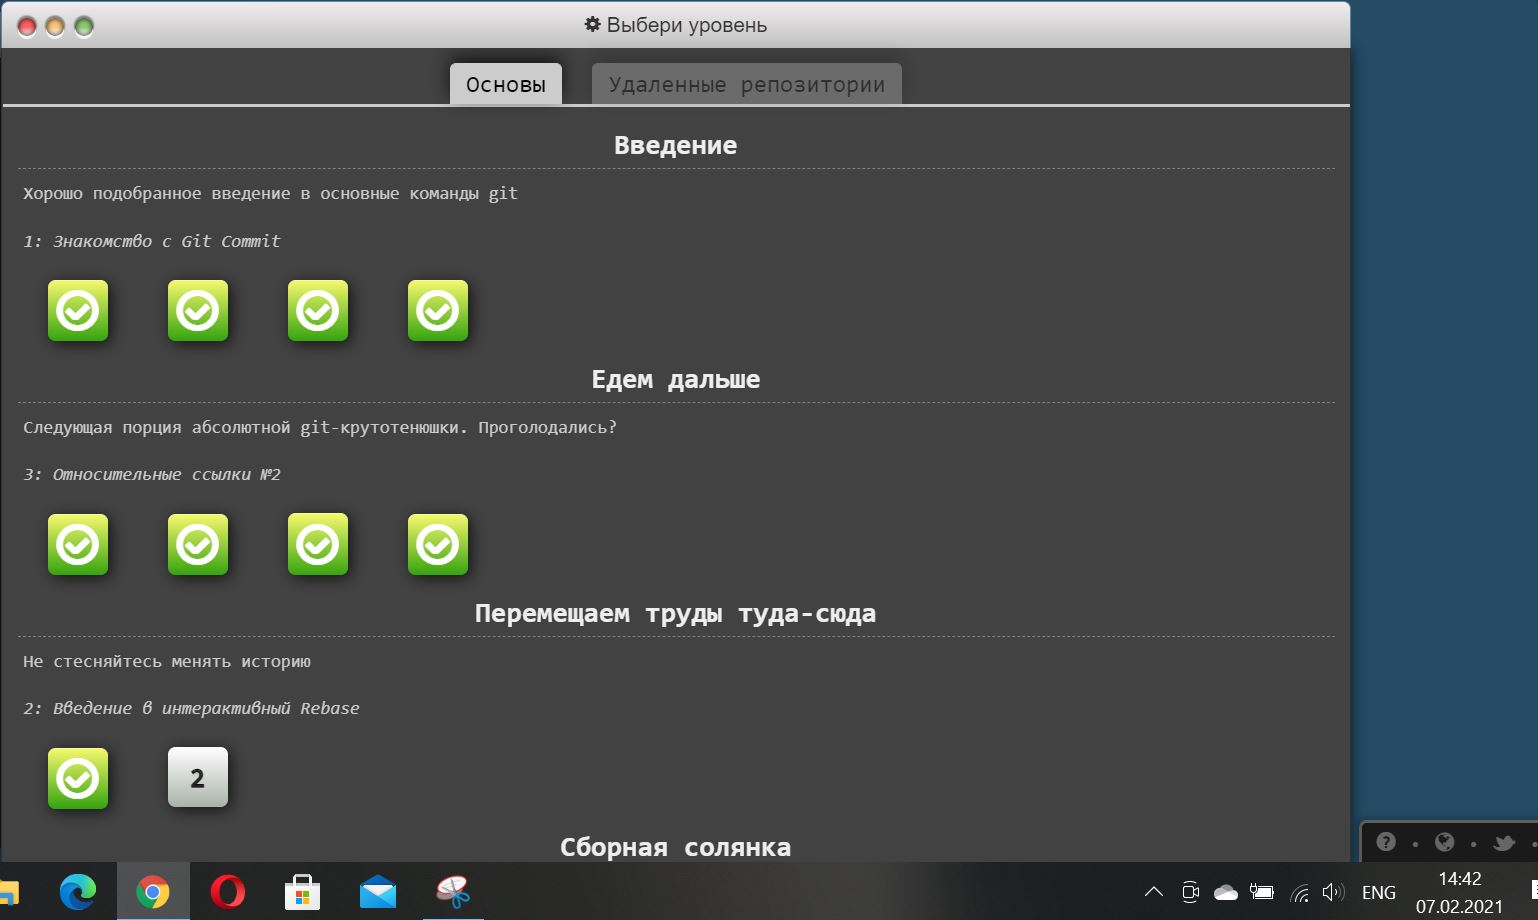 Выбери уровень
Основы
Удаленные репозитории
Введение
Хорошо подобранное введение в основные команды git
1: Знакомство с Git Commit
Едем дальше
Следующая порция абсолютной git-крутотенюшки. Проголодались?
3: Относительные ссылки №2
Перемещаем труды туда-сюда
Не стесняйтесь менять историю
2: Введение в интерактивный Rebase
2
Сборная солянка
ENG
14:42
07.02.2021